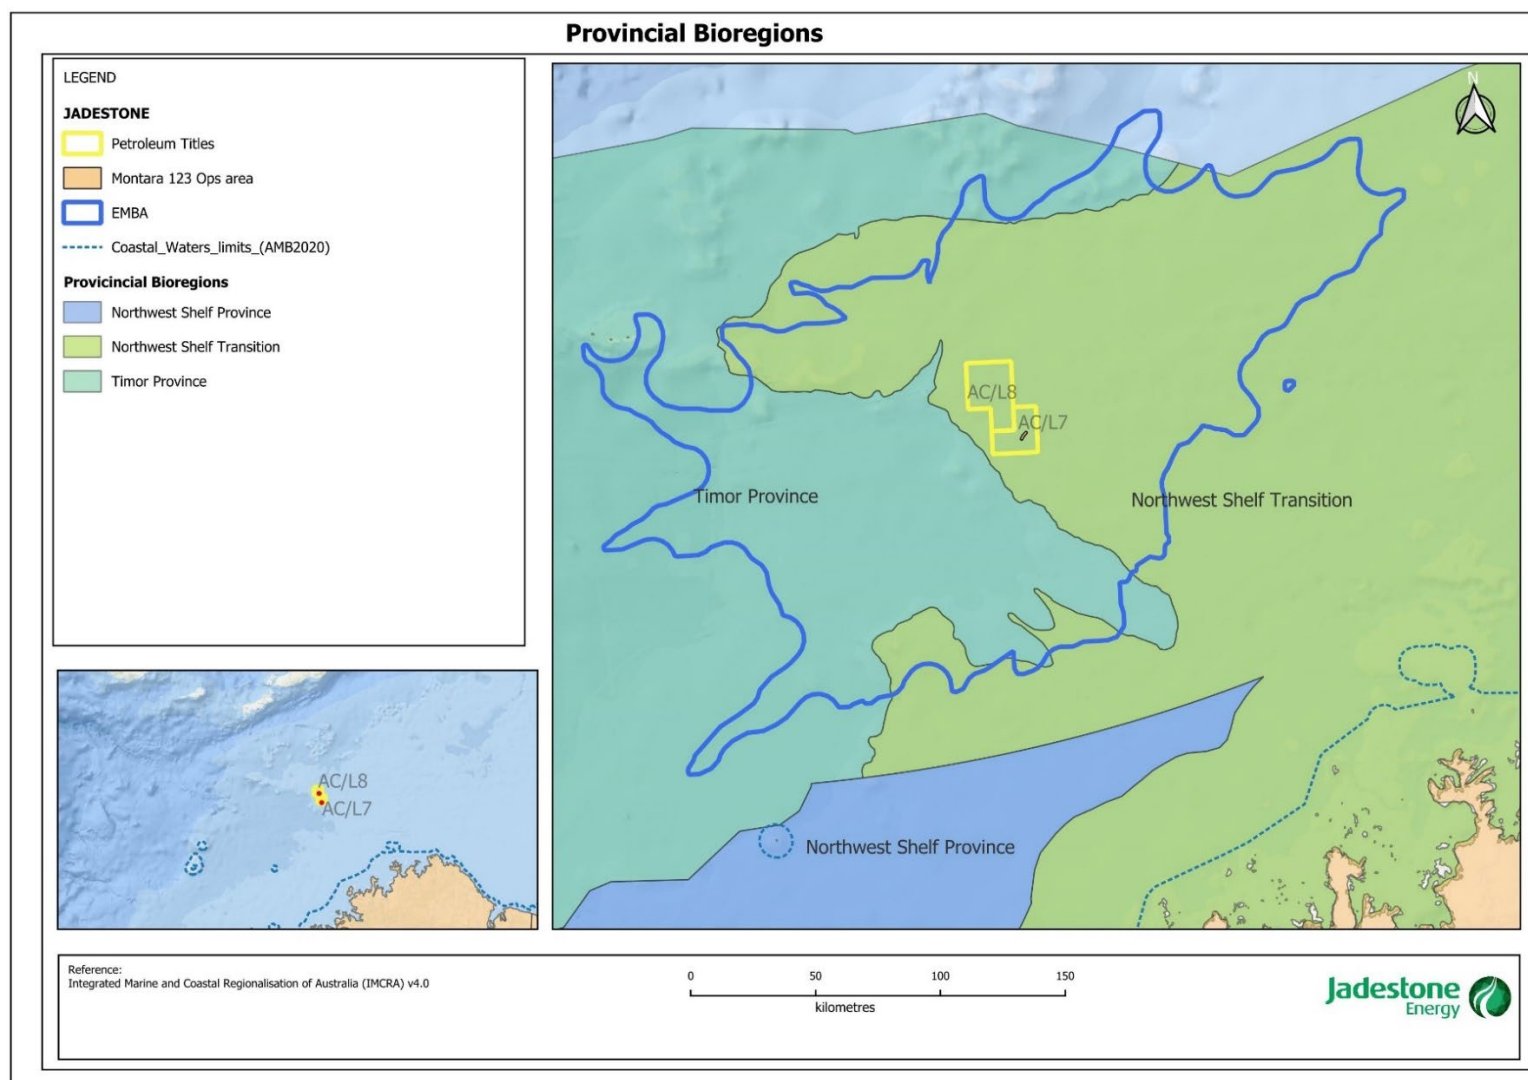 Provincial Bioregions
LEGEND
JADESTONE
Petroleum Titles
Montara 123 Ops area
EMBA
Coastal_Waters_limits_(AMB2020)
Provicincial Bioregions
Northwest Shelf Province
Northwest Shelf Transition
Timor Province
N
AC/L8
AC/L7
Timor Province
Northwest Shelf Transition
Northwest Shelf Province
AC/L8
AC/L7
Reference:
Integrated Marine and Coastal Regionalisation of Australia (IMCRA) v4.0
0 50 100 150
kilometres
Jadestone
Energy